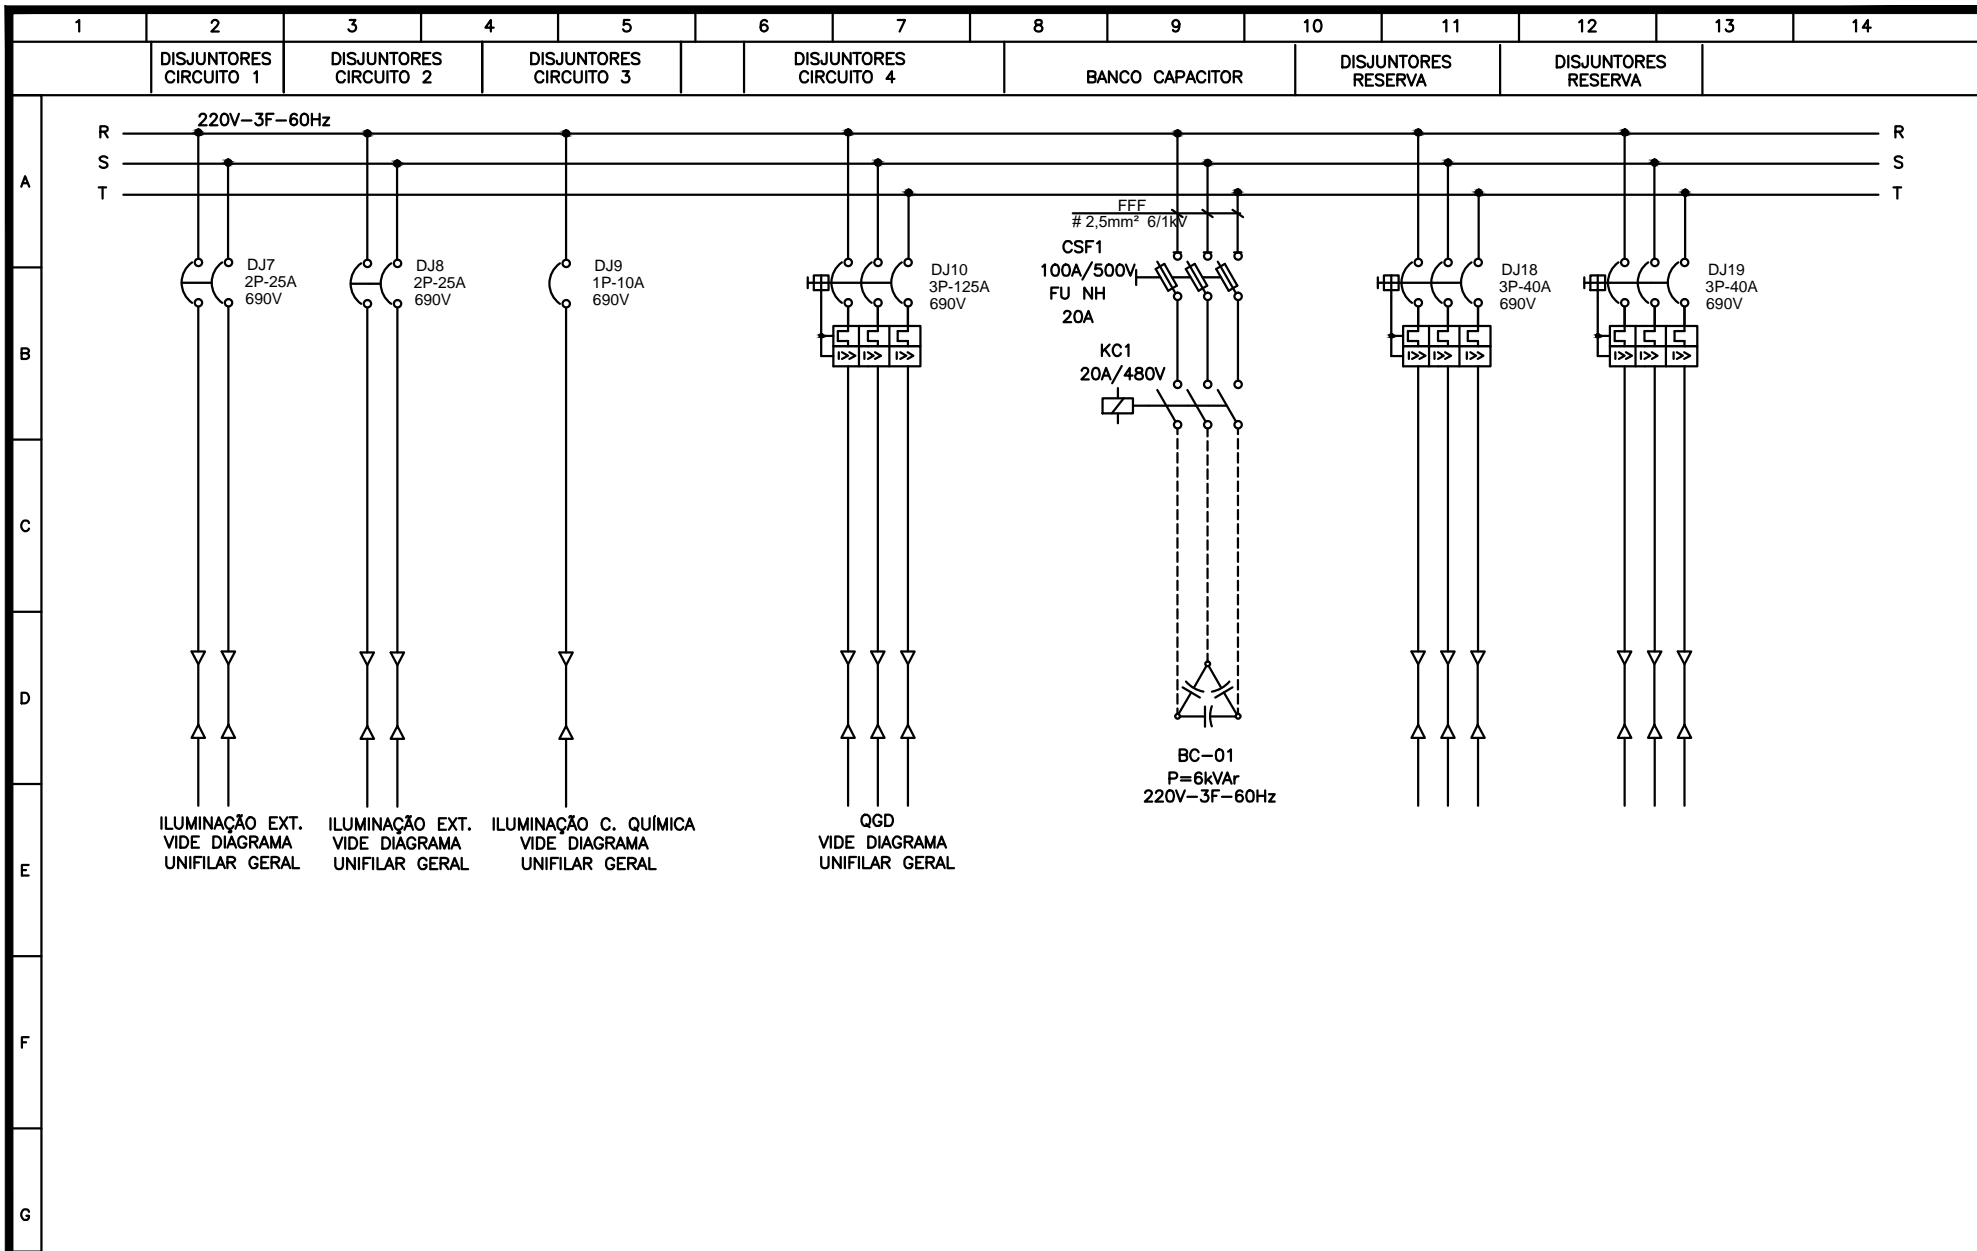 1 2 3 4 5 6 7 8 9 10 11 12 13 14
DISJUNTORES
CIRCUITO 1
DISJUNTORES
CIRCUITO 2
DISJUNTORES
CIRCUITO 3
DISJUNTORES
CIRCUITO 4
BANCO CAPACITOR
DISJUNTORES
RESERVA
DISJUNTORES
RESERVA
220V-3F-60Hz
R R
S S
T T
A
B
C
D
E
F
G
DJ7
2P-25A
690V
DJ8
2P-25A
690V
DJ9
1P-10A
690V
DJ10
3P-125A
690V
I>> I>> I>>
FFF
# 2,5mm² 6/1kV
CSF1
100A/500V
FU NH
20A
KC1
20A/480V
DJ18
3P-40A
690V
I>> I>> I>>
DJ19
3P-40A
690V
I>> I>> I>>
BC-01
P=6kVAr
220V-3F-60Hz
ILUMINAÇÃO EXT.
VIDE DIAGRAMA
UNIFILAR GERAL
ILUMINAÇÃO EXT.
VIDE DIAGRAMA
UNIFILAR GERAL
ILUMINAÇÃO C. QUÍMICA
VIDE DIAGRAMA
UNIFILAR GERAL
QGD
VIDE DIAGRAMA
UNIFILAR GERAL